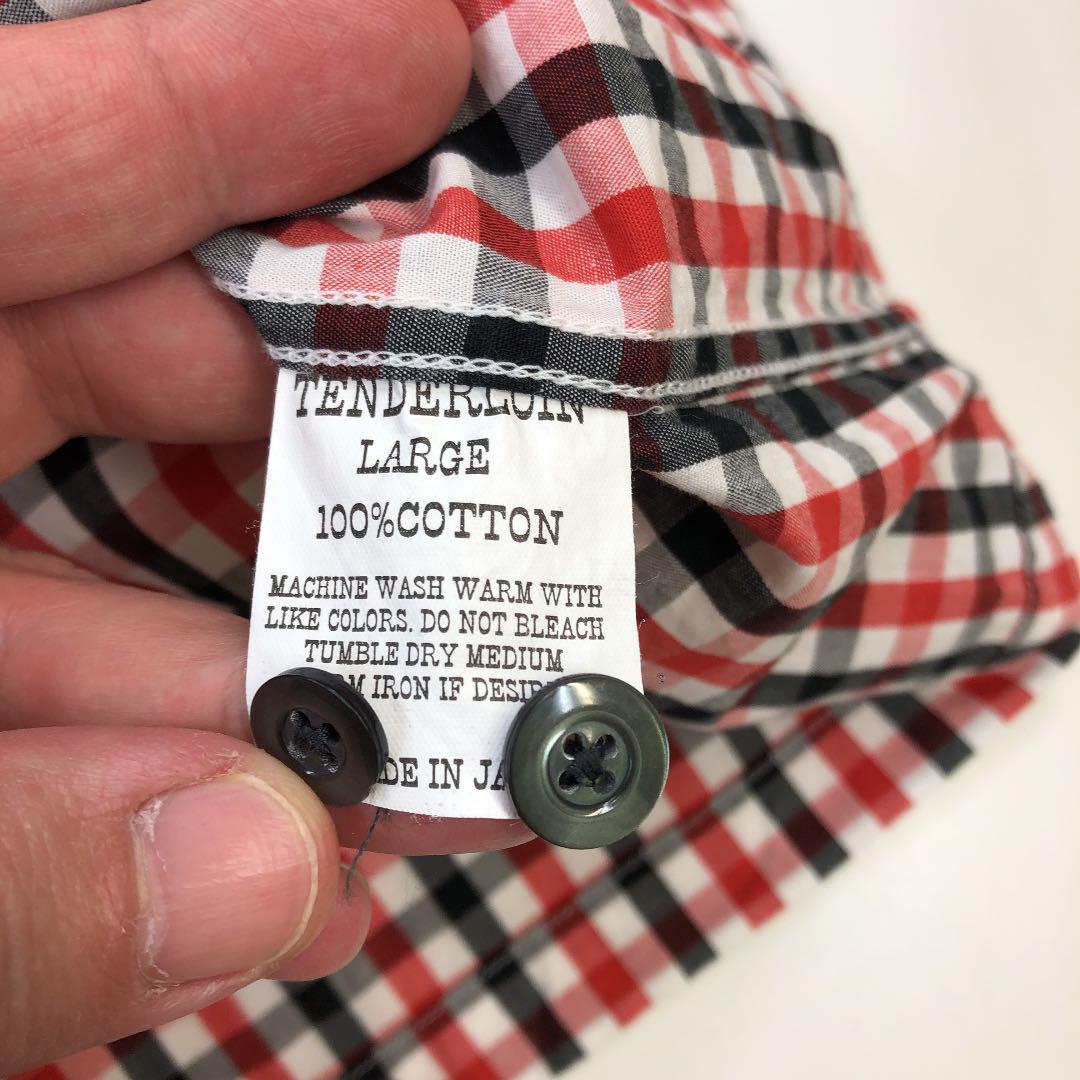 TENDERLOIN
LARGE
100%COTTON
MACHINE WASH WARM WITH
LIKE COLORS. DO NOT BLEACH
TUMBLE DRY MEDIUM
IRON IF
IN